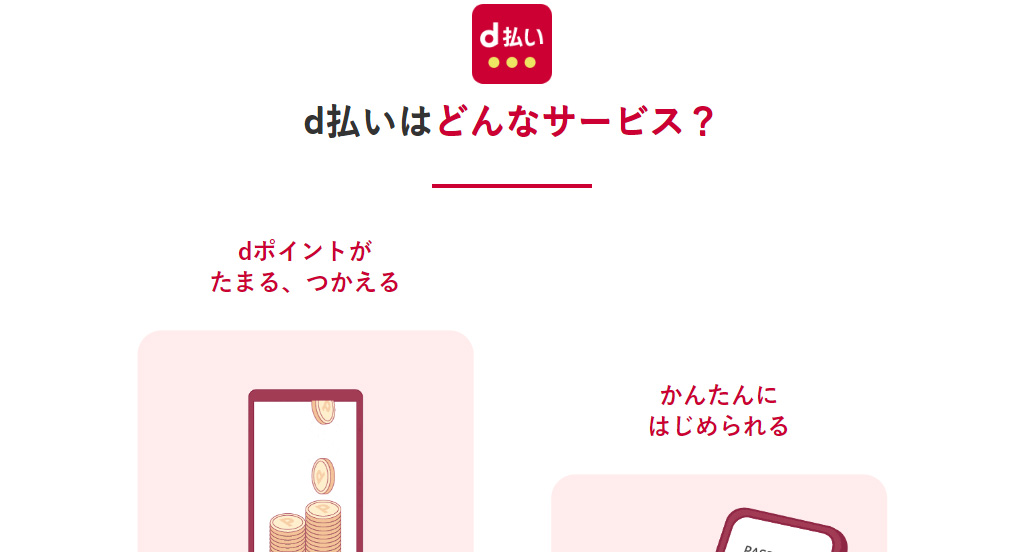 d払い
d払いはどんなサービス？
dポイントが
たまる、つかえる
かんたんに
はじめられる